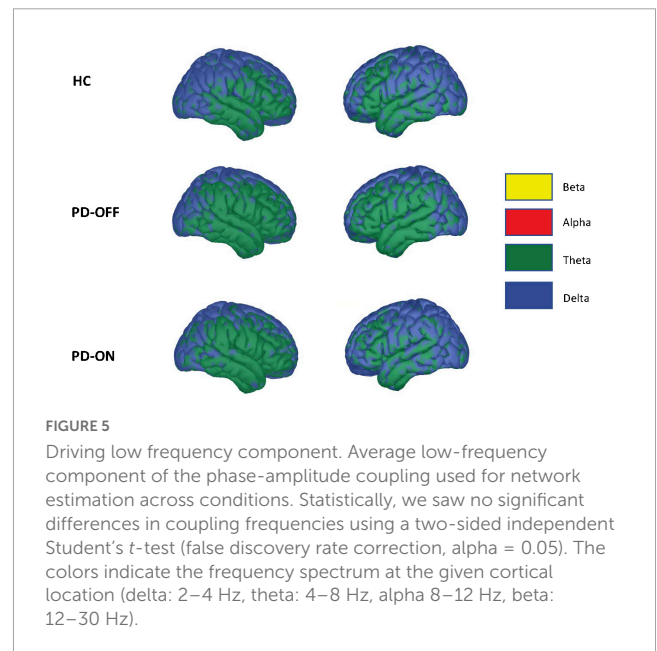 HC
PD-OFF
PD-ON
Beta
Alpha
Theta
Delta
FIGURE 5
Driving low frequency component. Average low-frequency
component of the phase-amplitude coupling used for network
estimation across conditions. Statistically, we saw no significant
differences in coupling frequencies using a two-sided independent
Student's t-test (false discovery rate correction, alpha = 0.05). The
colors indicate the frequency spectrum at the given cortical
location (delta: 2–4 Hz, theta: 4–8 Hz, alpha 8–12 Hz, beta:
12–30 Hz).